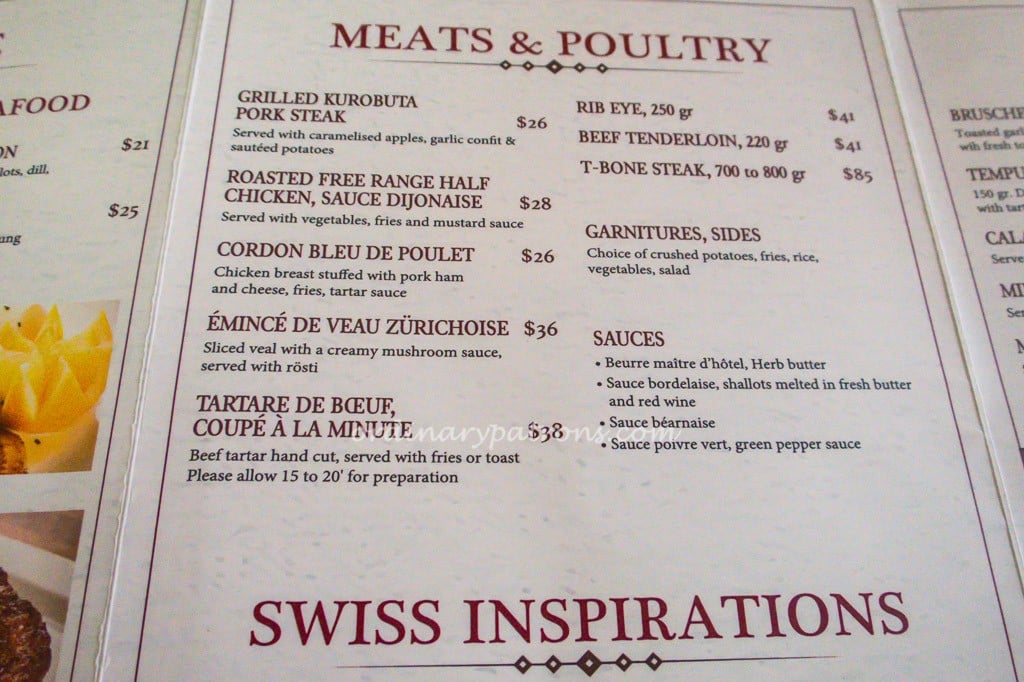 AFOOD
$21
lots, dill,
$25
MEATS & POULTRY
GRILLED KUROBUTA
PORK STEAK $26
Served with caramelised apples, garlic confit &
sautéed potatoes
ROASTED FREE RANGE HALF
CHICKEN, SAUCE DIJONAISE $28
Served with vegetables, fries and mustard sauce
CORDON BLEU DE POULET $26
Chicken breast stuffed with pork ham
and cheese, fries, tartar sauce
ÉMINCÉ DE VEAU ZÜRICHOISE $36
Sliced veal with a creamy mushroom sauce,
served with rösti
TARTARE DE BŒUF,
COUPÉ À LA MINUTE $38
Beef tartar hand cut, served with fries or toast
Please allow 15 to 20' for preparation
RIB EYE, 250 gr $41
BEEF TENDERLOIN, 220 gr $41
T-BONE STEAK, 700 to 800 gr $85
GARNITURES, SIDES
Choice of crushed potatoes, fries, rice,
vegetables, salad
SAUCES
• Beurre maître d'hôtel, Herb butter
• Sauce bordelaise, shallots melted in fresh butter
and red wine
• Sauce béarnaise
• Sauce poivre vert, green pepper sauce
ordinarypatrons.com
SWISS INSPIRATIONS
BRUSCHE
Toasted garl
wih fresh to
TEMPU
150 gr. D
with tar
CAL
Serve
MI
Ser